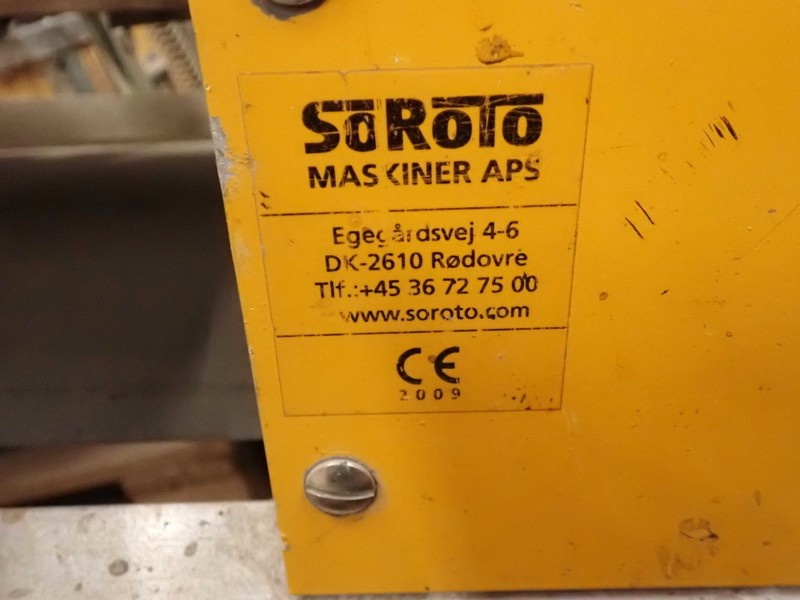 SOROTO
MASKINER APS
Egegårdsvej 4-6
DK-2610 Rødovre
Tlf.:+45 36 72 75 00
www.soroto.com
CE
2009